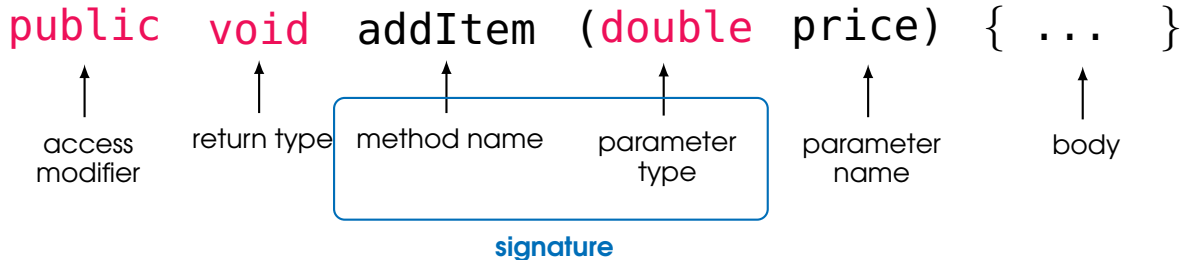 public void addItem (double price) { ... }
access modifier
return type
method name
parameter type
parameter name
body
signature